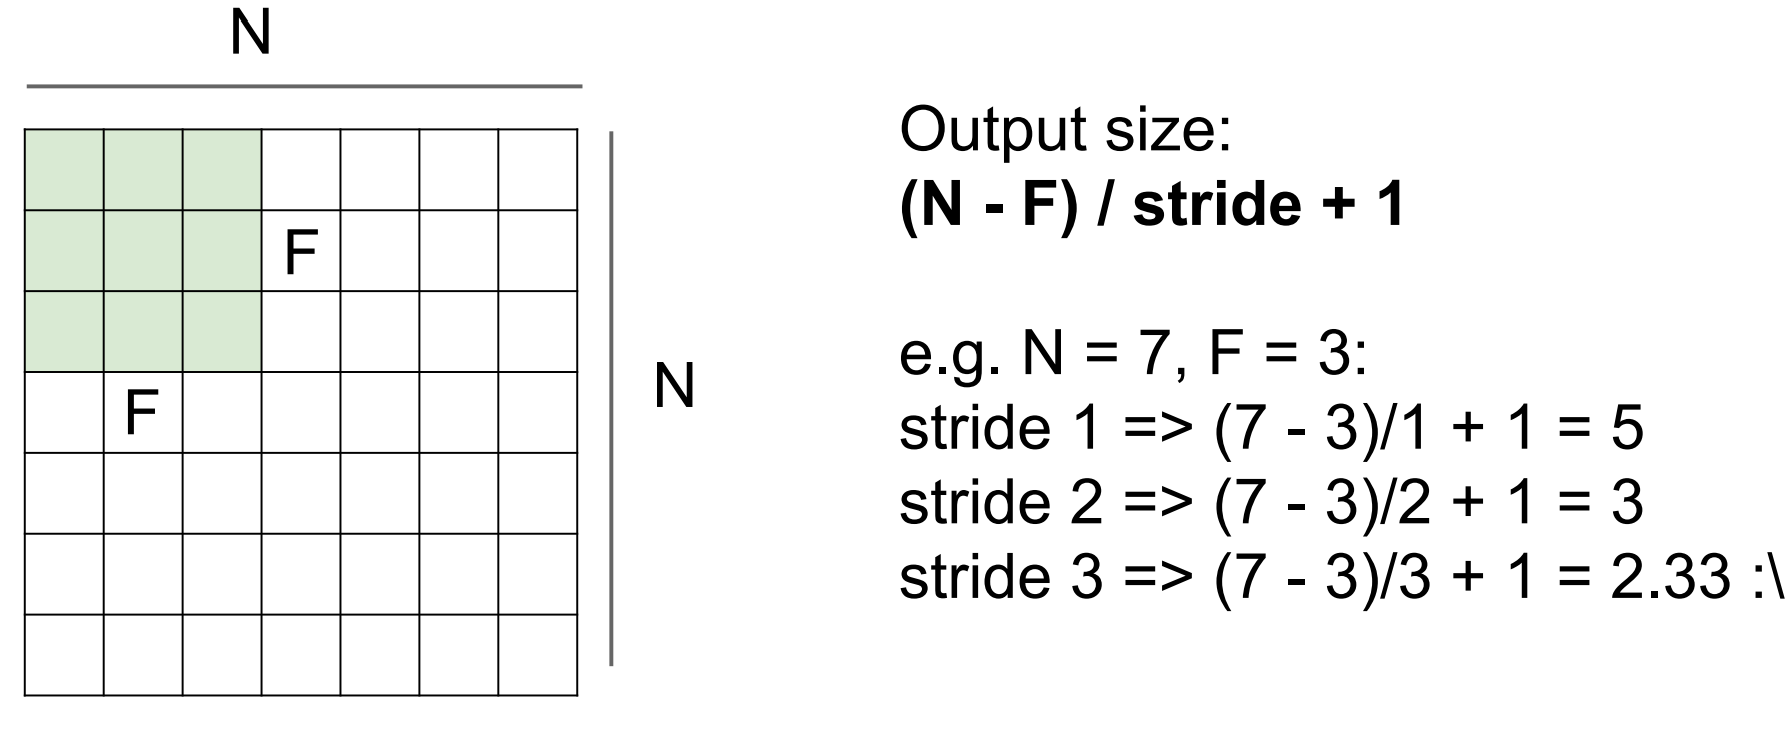 N
F
F
N
Output size:
(N - F) / stride + 1
e.g. N = 7, F = 3:
stride 1 => (7 - 3)/1 + 1 = 5
stride 2 => (7 - 3)/2 + 1 = 3
stride 3 => (7 - 3)/3 + 1 = 2.33 :\